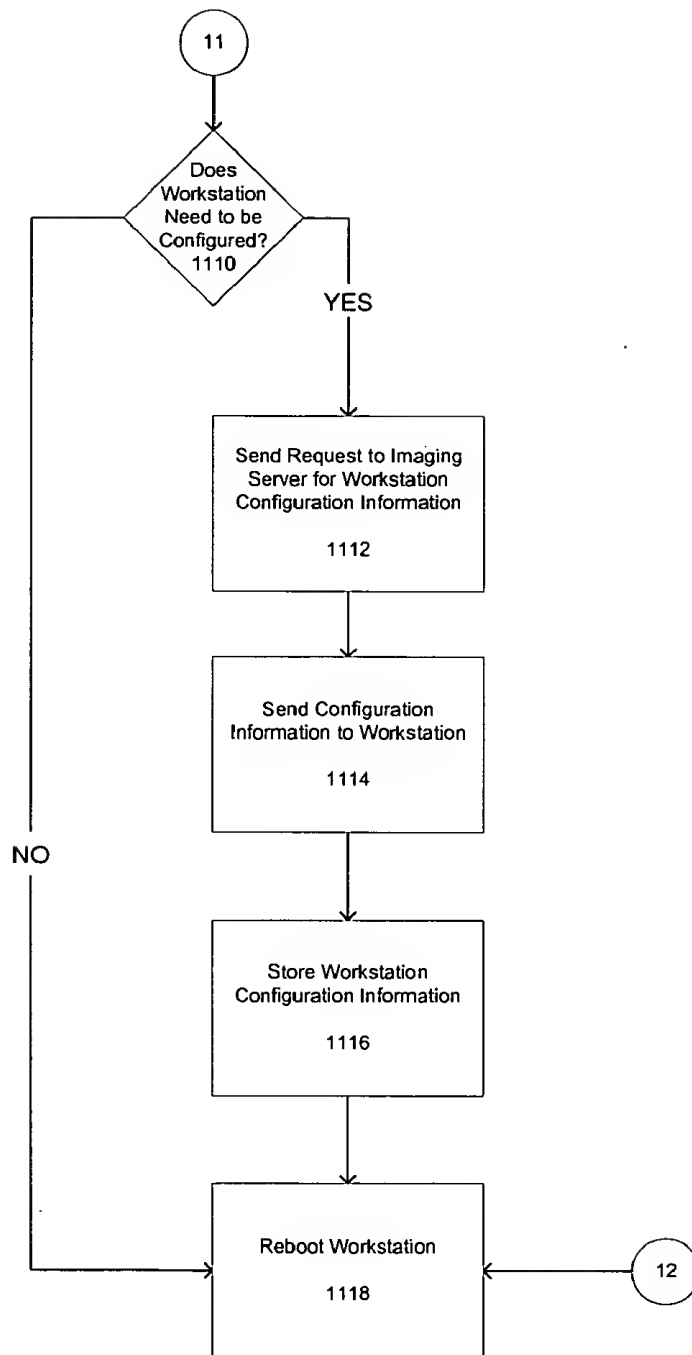 11
Does
Workstation
Need to be
Configured?
1110
YES
Send Request to Imaging
Server for Workstation
Configuration Information
1112
Send Configuration
Information to Workstation
1114
NO
Store Workstation
Configuration Information
1116
Reboot Workstation
1118
12